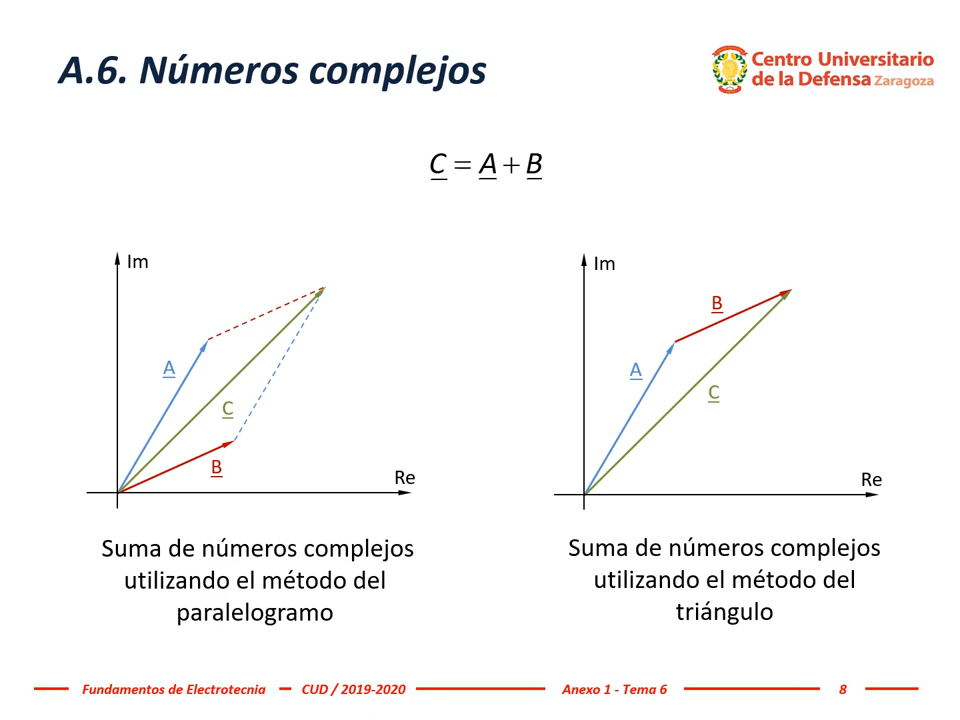 A.6. Números complejos
Centro Universitario
de la Defensa Zaragoza
C = A + B
Im
A
C
B
Re
Suma de números complejos
utilizando el método del
paralelogramo
Im
B
A
C
Re
Suma de números complejos
utilizando el método del
triángulo
Fundamentos de Electrotecnia CUD / 2019-2020 Anexo 1 - Tema 6 8